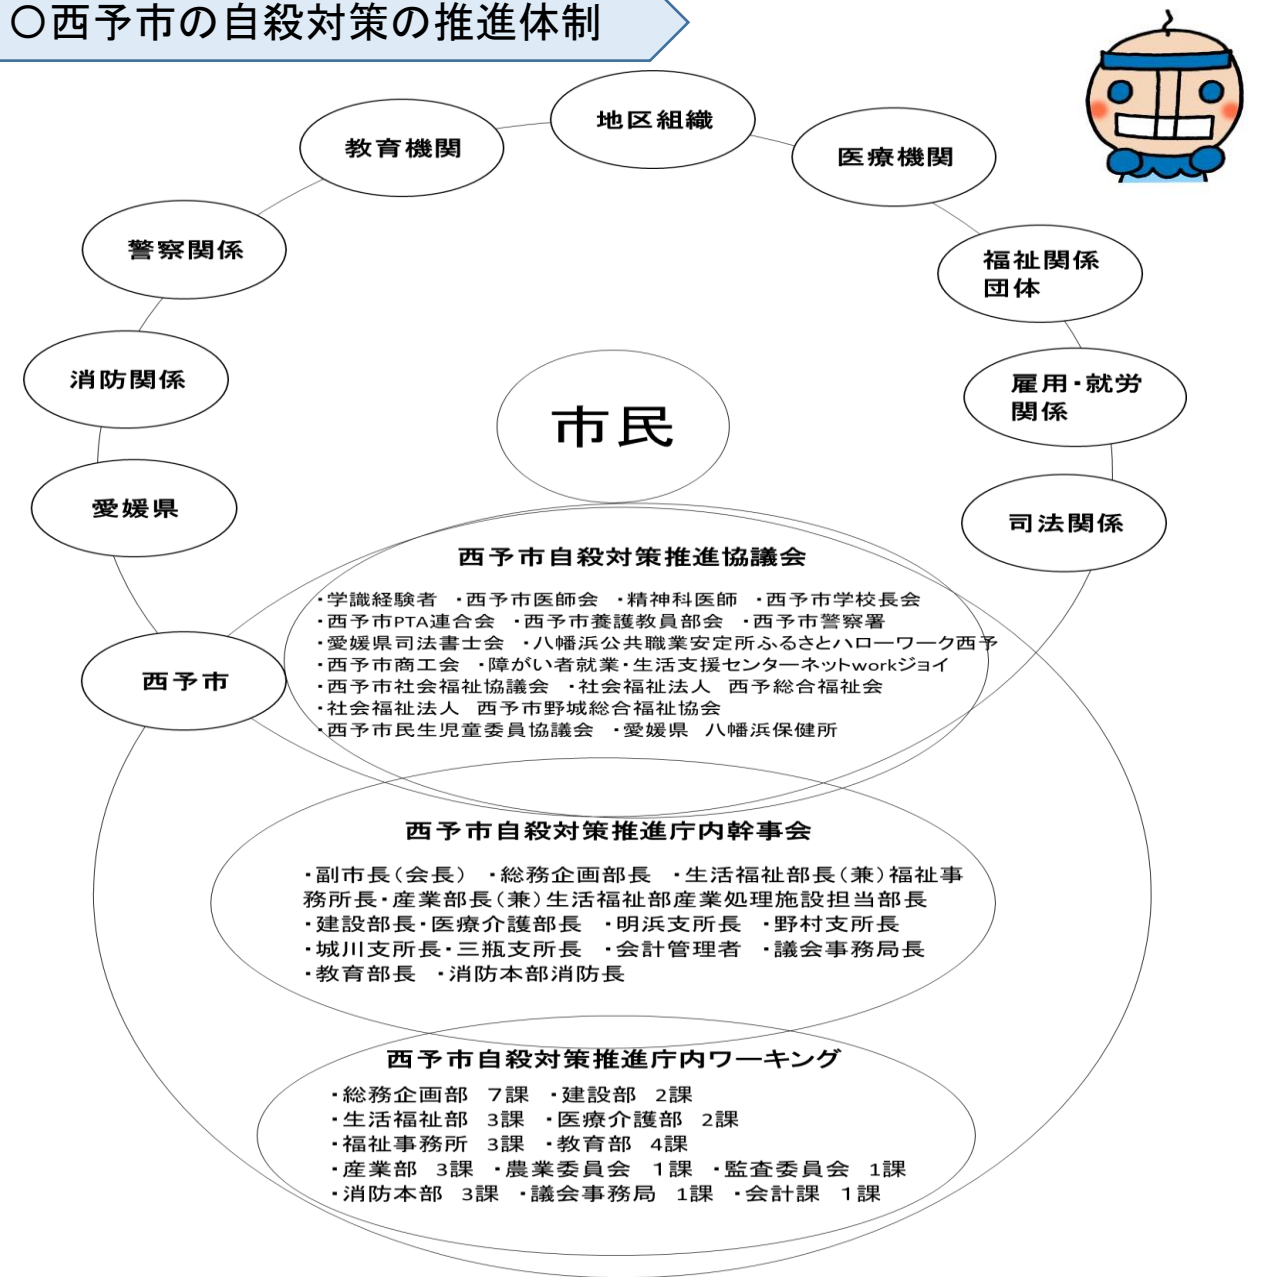 〇西予市の自殺対策の推進体制
地区組織
教育機関
医療機関
警察関係
福祉関係
団体
消防関係
雇用・就労
関係
市民
愛媛県
司法関係
西予市
西予市自殺対策推進協議会
・学識経験者 ・西予市医師会 ・精神科医師 ・西予市学校長会
・西予市PTA連合会 ・西予市養護教員部会 ・西予市警察署
・愛媛県司法書士会 ・八幡浜公共職業安定所ふるさとハローワーク西予
・西予市商工会 ・障がい者就業・生活支援センターネットworkジョイ
・西予市社会福祉協議会 ・社会福祉法人 西予総合福祉会
・社会福祉法人 西予市野城総合福祉協会
・西予市民生児童委員協議会 ・愛媛県 八幡浜保健所
西予市自殺対策推進庁内幹事会
・副市長（会長） ・総務企画部長 ・生活福祉部長（兼）福祉事
務所長・産業部長（兼）生活福祉部産業処理施設担当部長
・建設部長・医療介護部長 ・明浜支所長 ・野村支所長
・城川支所長・三瓶支所長 ・会計管理者 ・議会事務局長
・教育部長 ・消防本部消防長
西予市自殺対策推進庁内ワーキング
・総務企画部 7課 ・建設部 2課
・生活福祉部 3課 ・医療介護部 2課
・福祉事務所 3課 ・教育部 4課
・産業部 3課 ・農業委員会 1課 ・監査委員会 1課
・消防本部 3課 ・議会事務局 1課 ・会計課 1課